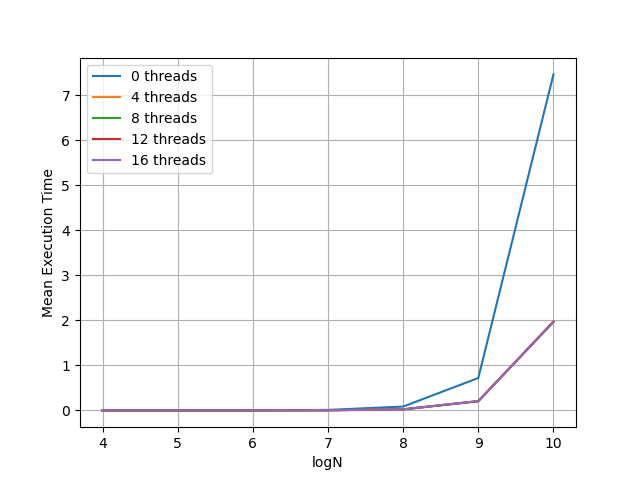 0 threads
4 threads
8 threads
12 threads
16 threads
7
6
5
4
3
2
1
0
Mean Execution Time
4 5 6 7 8 9 10
logN